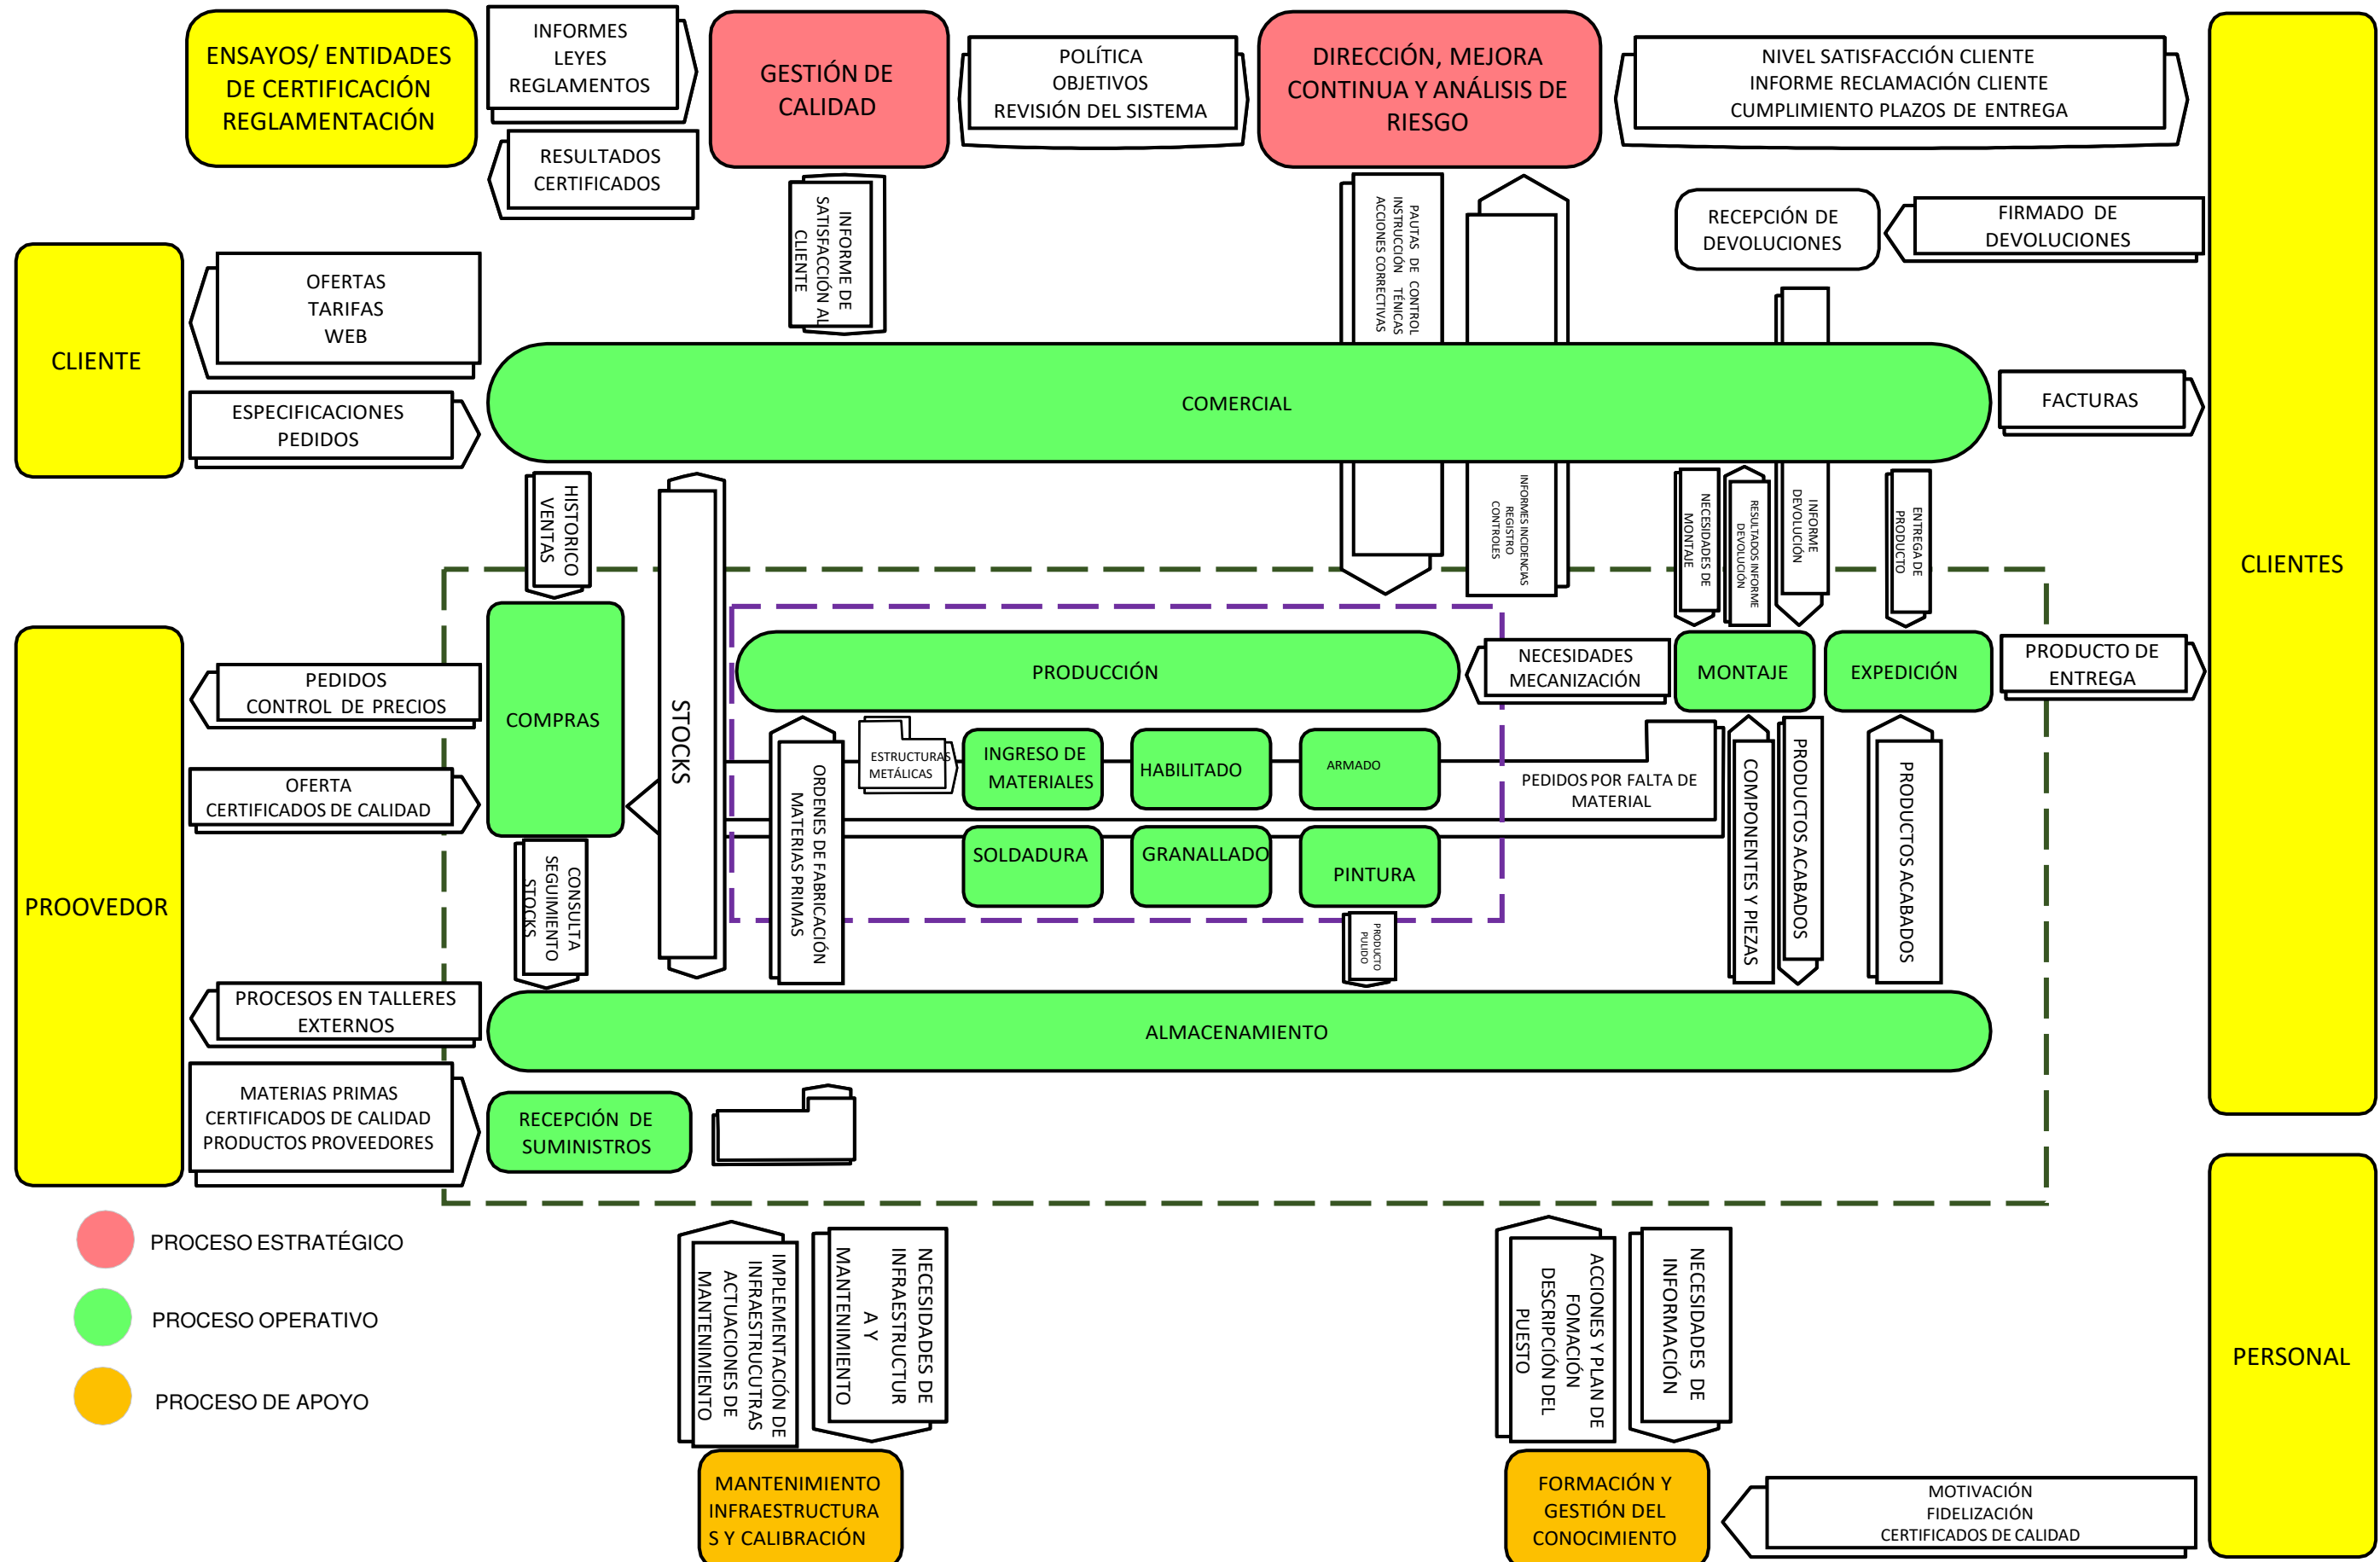 ENSAYOS/ ENTIDADES
DE CERTIFICACIÓN
REGLAMENTACIÓN
INFORMES
LEYES
REGLAMENTOS
RESULTADOS
CERTIFICADOS
GESTIÓN DE
CALIDAD
POLÍTICA
OBJETIVOS
REVISIÓN DEL SISTEMA
DIRECCIÓN, MEJORA
CONTINUA Y ANÁLISIS DE
RIESGO
NIVEL SATISFACCIÓN CLIENTE
INFORME RECLAMACIÓN CLIENTE
CUMPLIMIENTO PLAZOS DE ENTREGA
INFORME DE
SATISFACCIÓN AL
CLIENTE
PAUTAS DE CONTROL
INSTRUCCIÓN TÉNICAS
ACCIONES CORRECTIVAS
RECEPCIÓN DE
DEVOLUCIONES
FIRMADO DE
DEVOLUCIONES
CLIENTE
OFERTAS
TARIFAS
WEB
ESPECIFICACIONES
PEDIDOS
COMERCIAL
FACTURAS
CLIENTES
HISTORICO
VENTAS
STOCKS
INFORMES INCIDENCIAS
REGISTRO
CONTROLES
NECESIDADES DE
MONTAJE
RESULTADOS INFORME
DEVOLUCIÓN
INFORME
DEVOLUCIÓN
ENTREGA DE
PRODUCTO
PROOVEDOR
PEDIDOS
CONTROL DE PRECIOS
OFERTA
CERTIFICADOS DE CALIDAD
COMPRAS
PRODUCCIÓN
NECESIDADES
MECANIZACIÓN
MONTAJE
EXPEDICIÓN
PRODUCTO DE
ENTREGA
ORDENES DE FABRICACIÓN
MATERIAS PRIMAS
ESTRUCTURAS
METÁLICAS
INGRESO DE
MATERIALES
HABILITADO
ARMADO
PEDIDOS POR FALTA DE
MATERIAL
SOLDADURA
GRANALLADO
PINTURA
COMPONENTES Y PIEZAS
PRODUCTOS ACABADOS
PRODUCTOS ACABADOS
CONSULTA
SEGUIMIENTO
STOCKS
PRODUCTO
PULIDO
PROCESOS EN TALLERES
EXTERNOS
ALMACENAMIENTO
MATERIAS PRIMAS
CERTIFICADOS DE CALIDAD
PRODUCTOS PROVEEDORES
RECEPCIÓN DE
SUMINISTROS
PROCESO ESTRATÉGICO
PROCESO OPERATIVO
PROCESO DE APOYO
IMPLEMENTACIÓN DE
INFRAESTRUCUTRAS
ACTUACIONES DE
MANTENIMIENTO
NECESIDADES DE
INFRAESTRUCTUR
A Y
MANTENIMIENTO
ACCIONES Y PLAN DE
FOMACIÓN
DESCRIPCIÓN DEL
PUESTO
NECESIDADES DE
INFORMACIÓN
PERSONAL
MANTENIMIENTO
INFRAESTRUCTURA
S Y CALIBRACIÓN
FORMACIÓN Y
GESTIÓN DEL
CONOCIMIENTO
MOTIVACIÓN
FIDELIZACIÓN
CERTIFICADOS DE CALIDAD